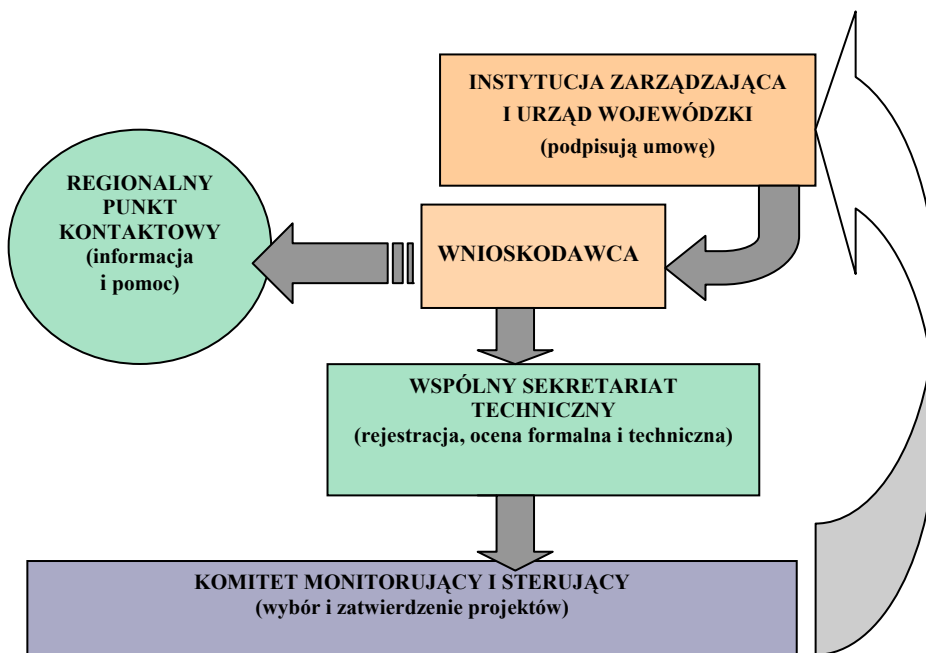 INSTYTUCJA ZARZĄDZAJĄCA
I URZĄD WOJEWÓDZKI
(podpisują umowę)
REGIONALNY
PUNKT
KONTAKTOWY
(informacja
i pomoc)
WNIOSKODAWCA
WSPÓLNY SEKRETARIAT
TECHNICZNY
(rejestracja, ocena formalna i techniczna)
KOMITET MONITORUJĄCY I STERUJĄCY
(wybór i zatwierdzenie projektów)